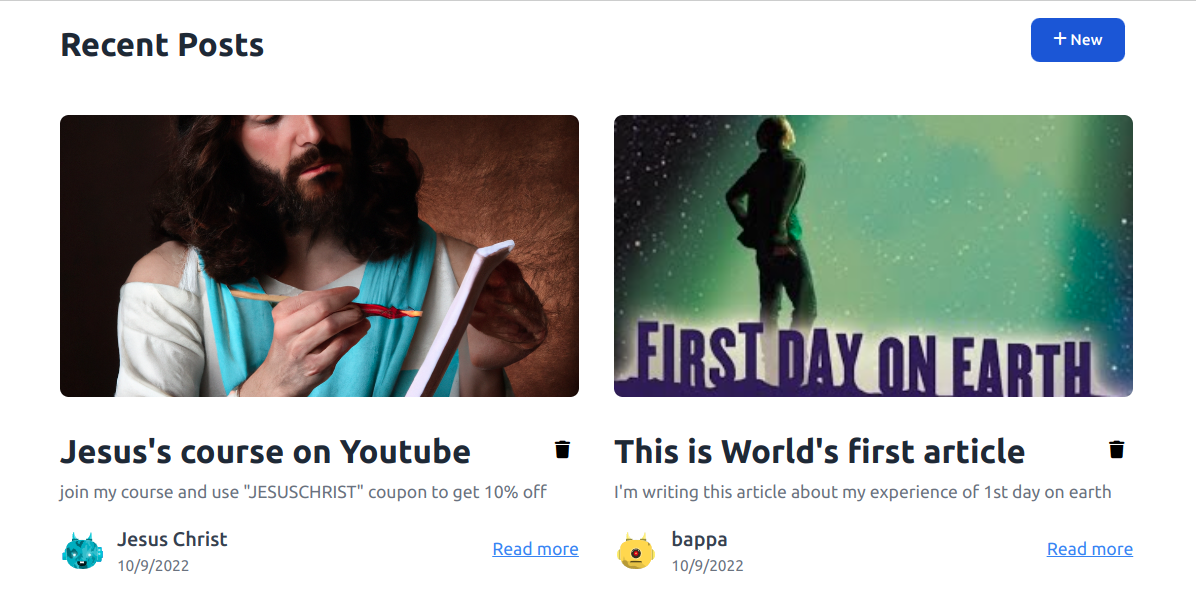 Recent Posts
+ New
FIRST DAY ON EARTH
Jesus's course on Youtube
join my course and use "JESUSCHRIST" coupon to get 10% off
Jesus Christ
10/9/2022
Read more
This is World's first article
I'm writing this article about my experience of 1st day on earth
bappa
10/9/2022
Read more